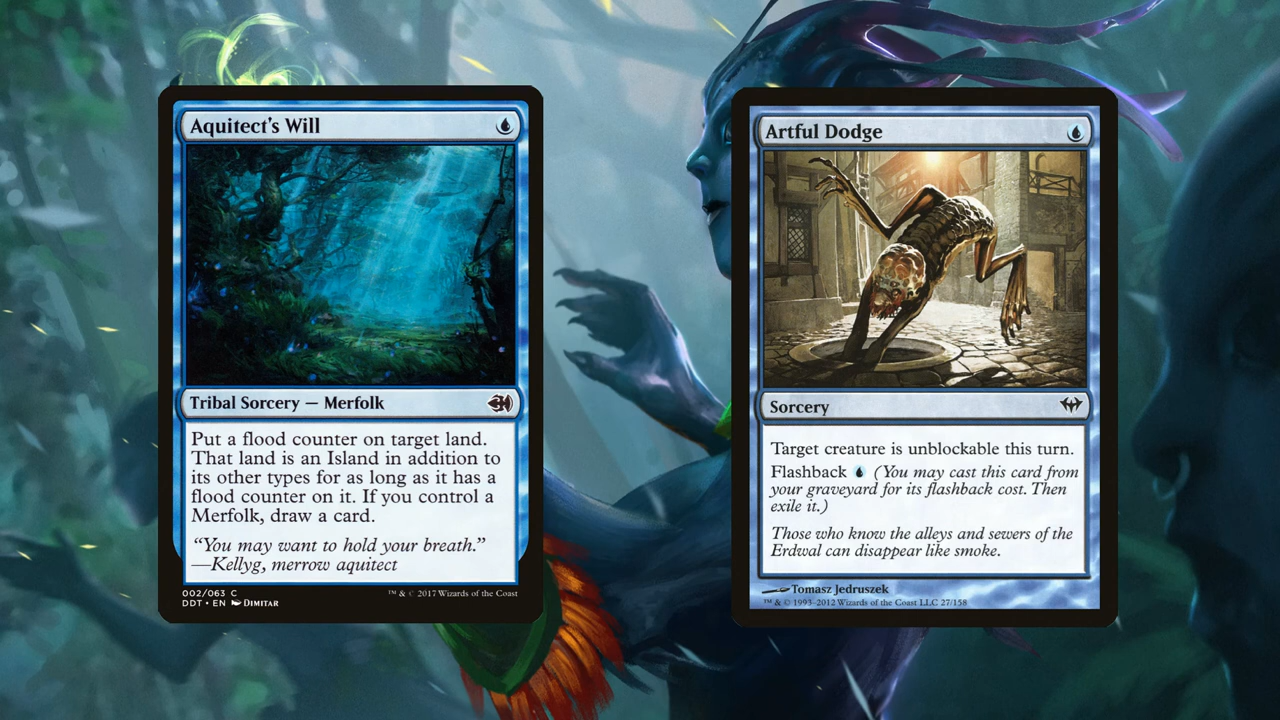 Aquitect's Will
Tribal Sorcery — Merfolk
Put a flood counter on target land.
That land is an Island in addition to
its other types for as long as it has a
flood counter on it. If you control a
Merfolk, draw a card.
“You may want to hold your breath.”
—Kellyg, merrow aquitect
002/063 C
DDT • EN Dimitar
™ & © 2017 Wizards of the Coast
Artful Dodge
Sorcery
Target creature is unblockable this turn.
Flashback (You may cast this card from
your graveyard for its flashback cost. Then
exile it.)
Those who know the alleys and sewers of the
Erdwal can disappear like smoke.
Tomasz Jedruszek
™ & © 1993–2012 Wizards of the Coast LLC 27/158